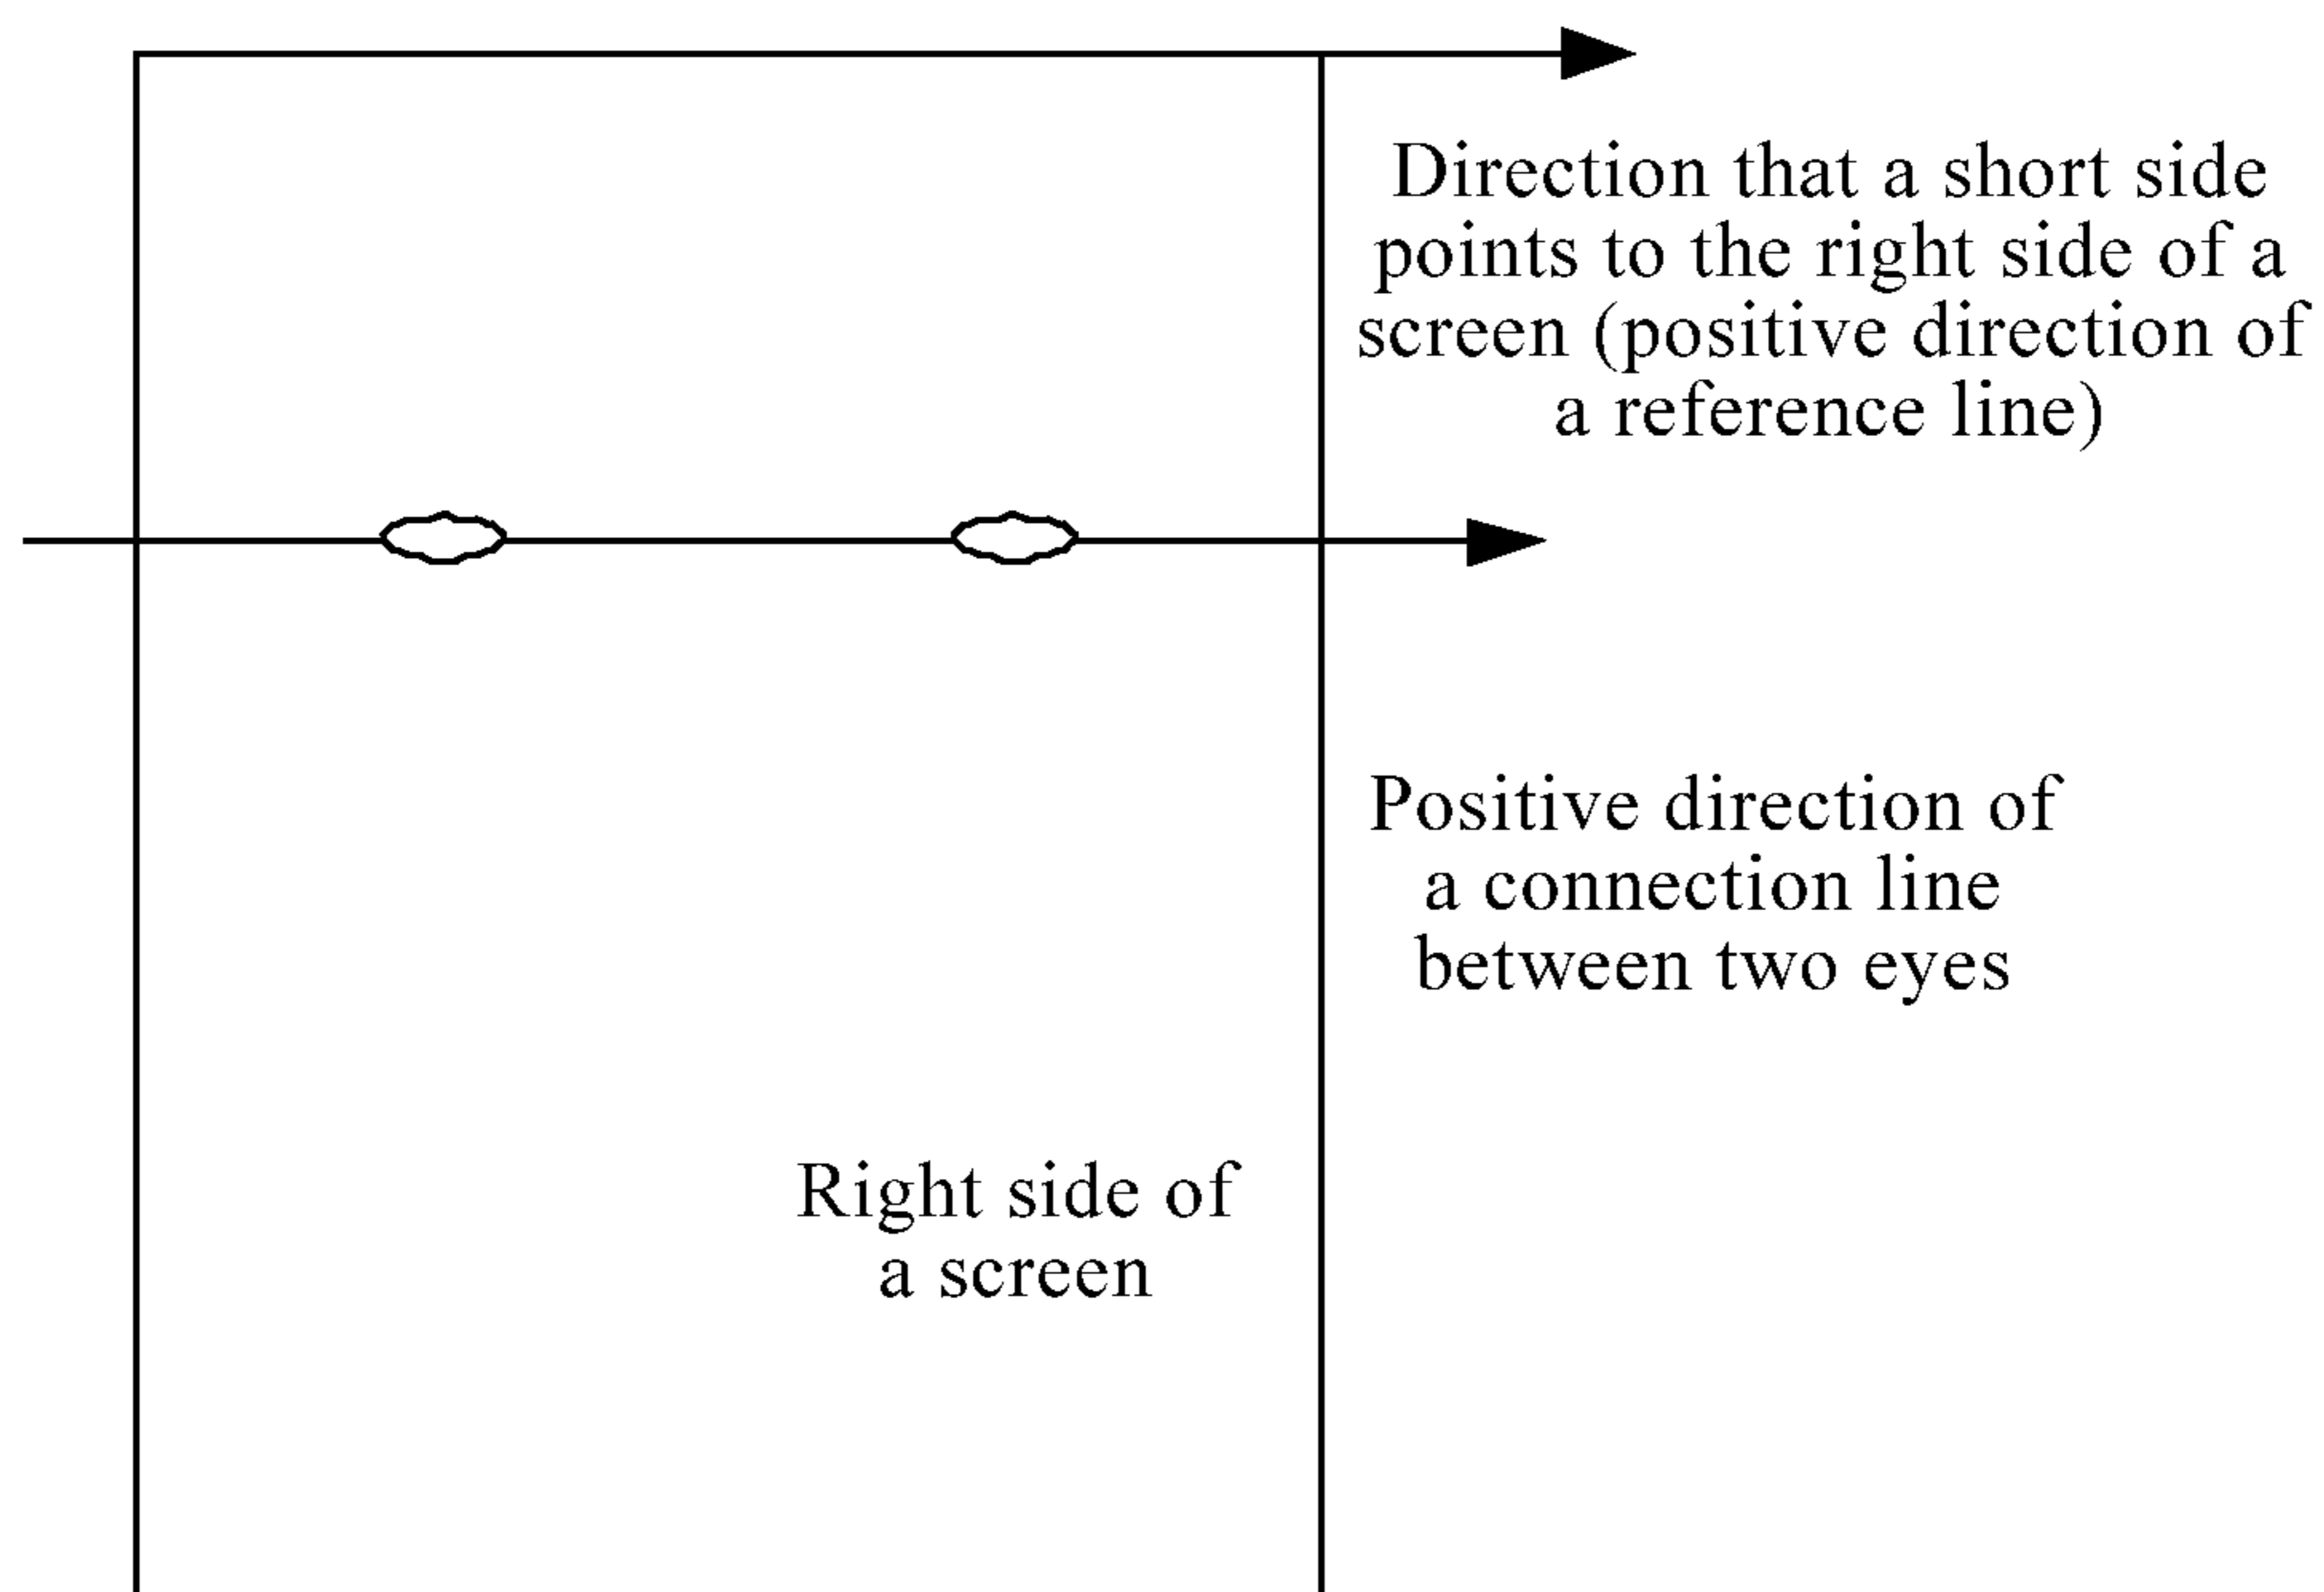 Direction that a short side
points to the right side of a
screen (positive direction of
a reference line)
Positive direction of
a connection line
between two eyes
Right side of
a screen